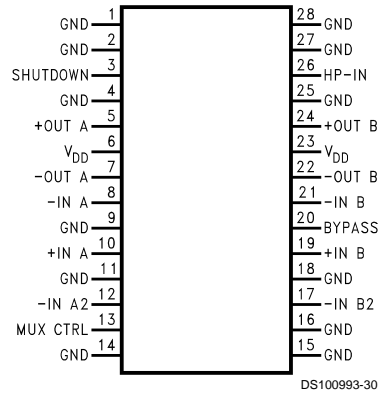 GND 1 28 GND
GND 2 27 GND
SHUTDOWN 3 26 HP-IN
GND 4 25 GND
+OUT A 5 24 +OUT B
VDD 6 23 VDD
-OUT A 7 22 -OUT B
-IN A 8 21 -IN B
GND 9 20 BYPASS
+IN A 10 19 +IN B
GND 11 18 GND
-IN A2 12 17 -IN B2
MUX CTRL 13 16 GND
GND 14 15 GND
DS100993-30